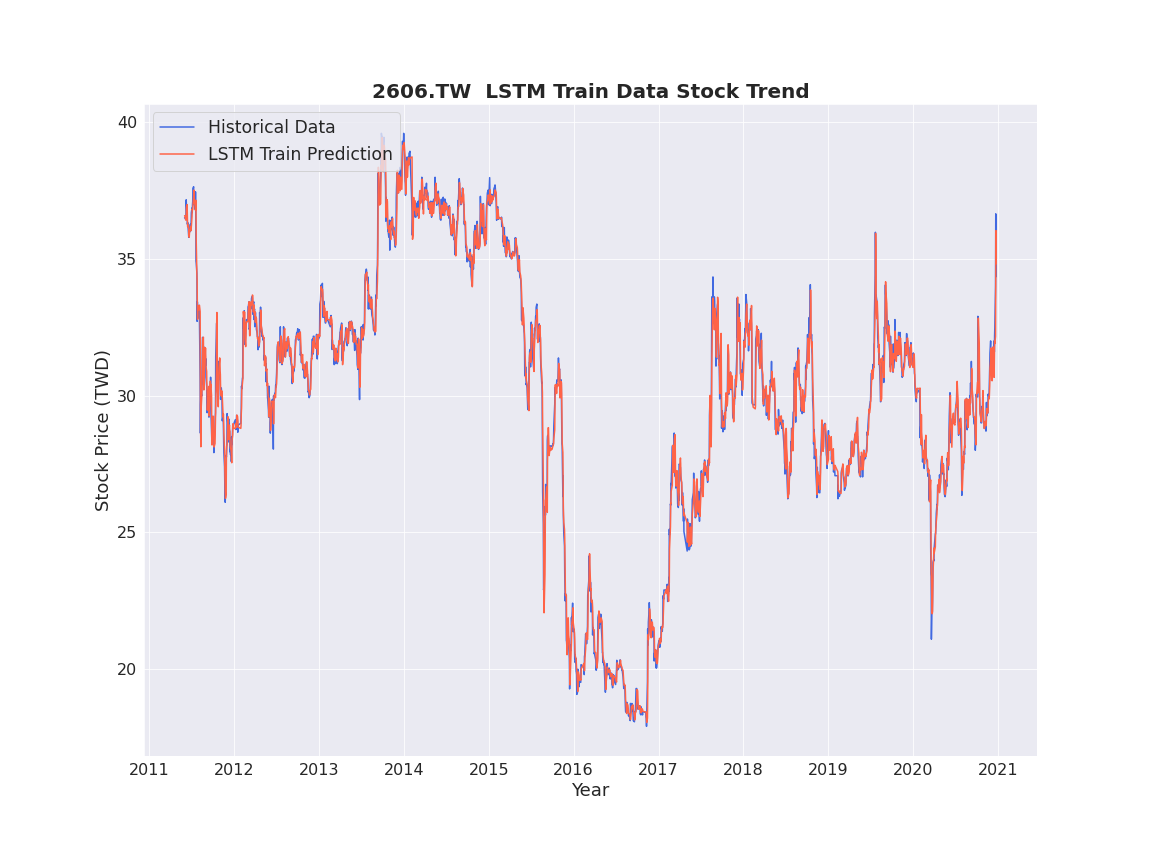 2606.TW  LSTM Train Data Stock Trend
Historical Data
LSTM Train Prediction
Stock Price (TWD)
40
35
30
25
20
2011 2012 2013 2014 2015 2016 2017 2018 2019 2020 2021
Year